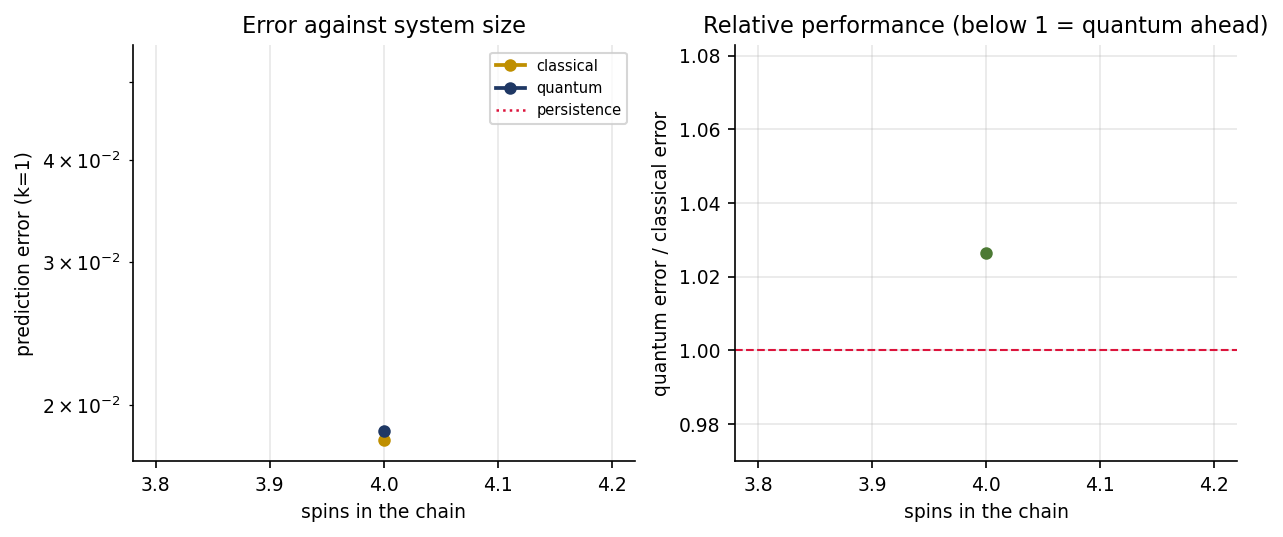 Error against system size
prediction error (k=1)
4 × 10⁻²
3 × 10⁻²
2 × 10⁻²
classical
quantum
persistence
3.8 3.9 4.0 4.1 4.2
spins in the chain
Relative performance (below 1 = quantum ahead)
quantum error / classical error
1.08
1.06
1.04
1.02
1.00
0.98
3.8 3.9 4.0 4.1 4.2
spins in the chain